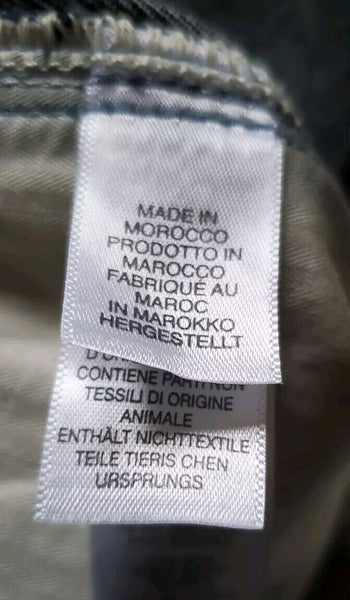 MADE IN
MOROCCO
PRODOTTO IN
MAROCCO
FABRIQUÉ AU
MAROC
IN MAROKKO
HERGESTELLT
CONTIENE PARTI NON
TESSILI DI ORIGINE
ANIMALE
ENTHÄLT NICHTTEXTILE
TEILE TIERIS CHEN
URSPRUNGS